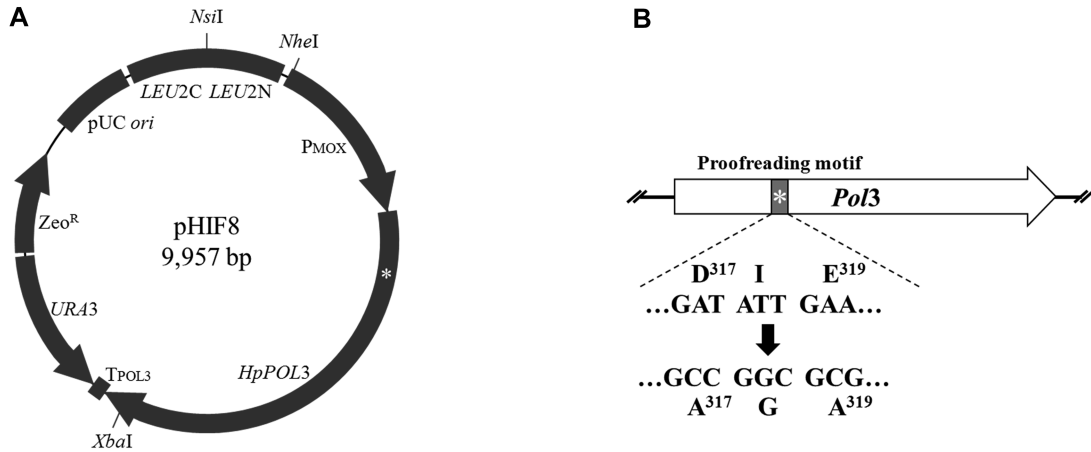 A
NsiI
NheI
LEU2C LEU2N
pUC ori
PMOX
ZeoR
pHIF8
9,957 bp
*
URA3
TPOL3
HpPOL3
XbaI
B
Proofreading motif
* Pol3
D317 I E319
...GAT ATT GAA...
...GCC GGC GCG...
A317 G A319